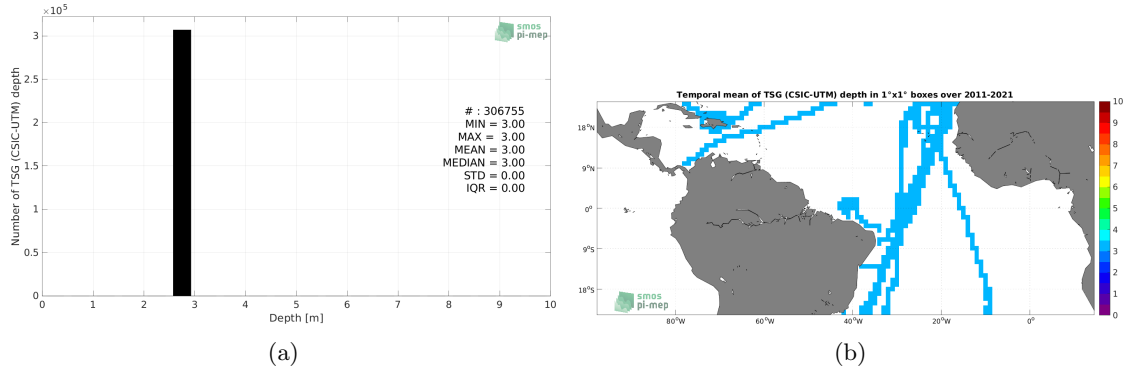 ×10⁵
3
2.5
2
1.5
1
0.5
0
Number of TSG (CSIC-UTM) depth
0 1 2 3 4 5 6 7 8 9 10
Depth [m]
smos
pi-mep
# : 306755
MIN = 3.00
MAX = 3.00
MEAN = 3.00
MEDIAN = 3.00
STD = 0.00
IQR = 0.00
(a)
Temporal mean of TSG (CSIC-UTM) depth in 1°x1° boxes over 2011-2021
18°N
9°N
0°
9°S
18°S
80°W 60°W 40°W 20°W 0°
smos
pi-mep
10
9
8
7
6
5
4
3
2
1
0
(b)